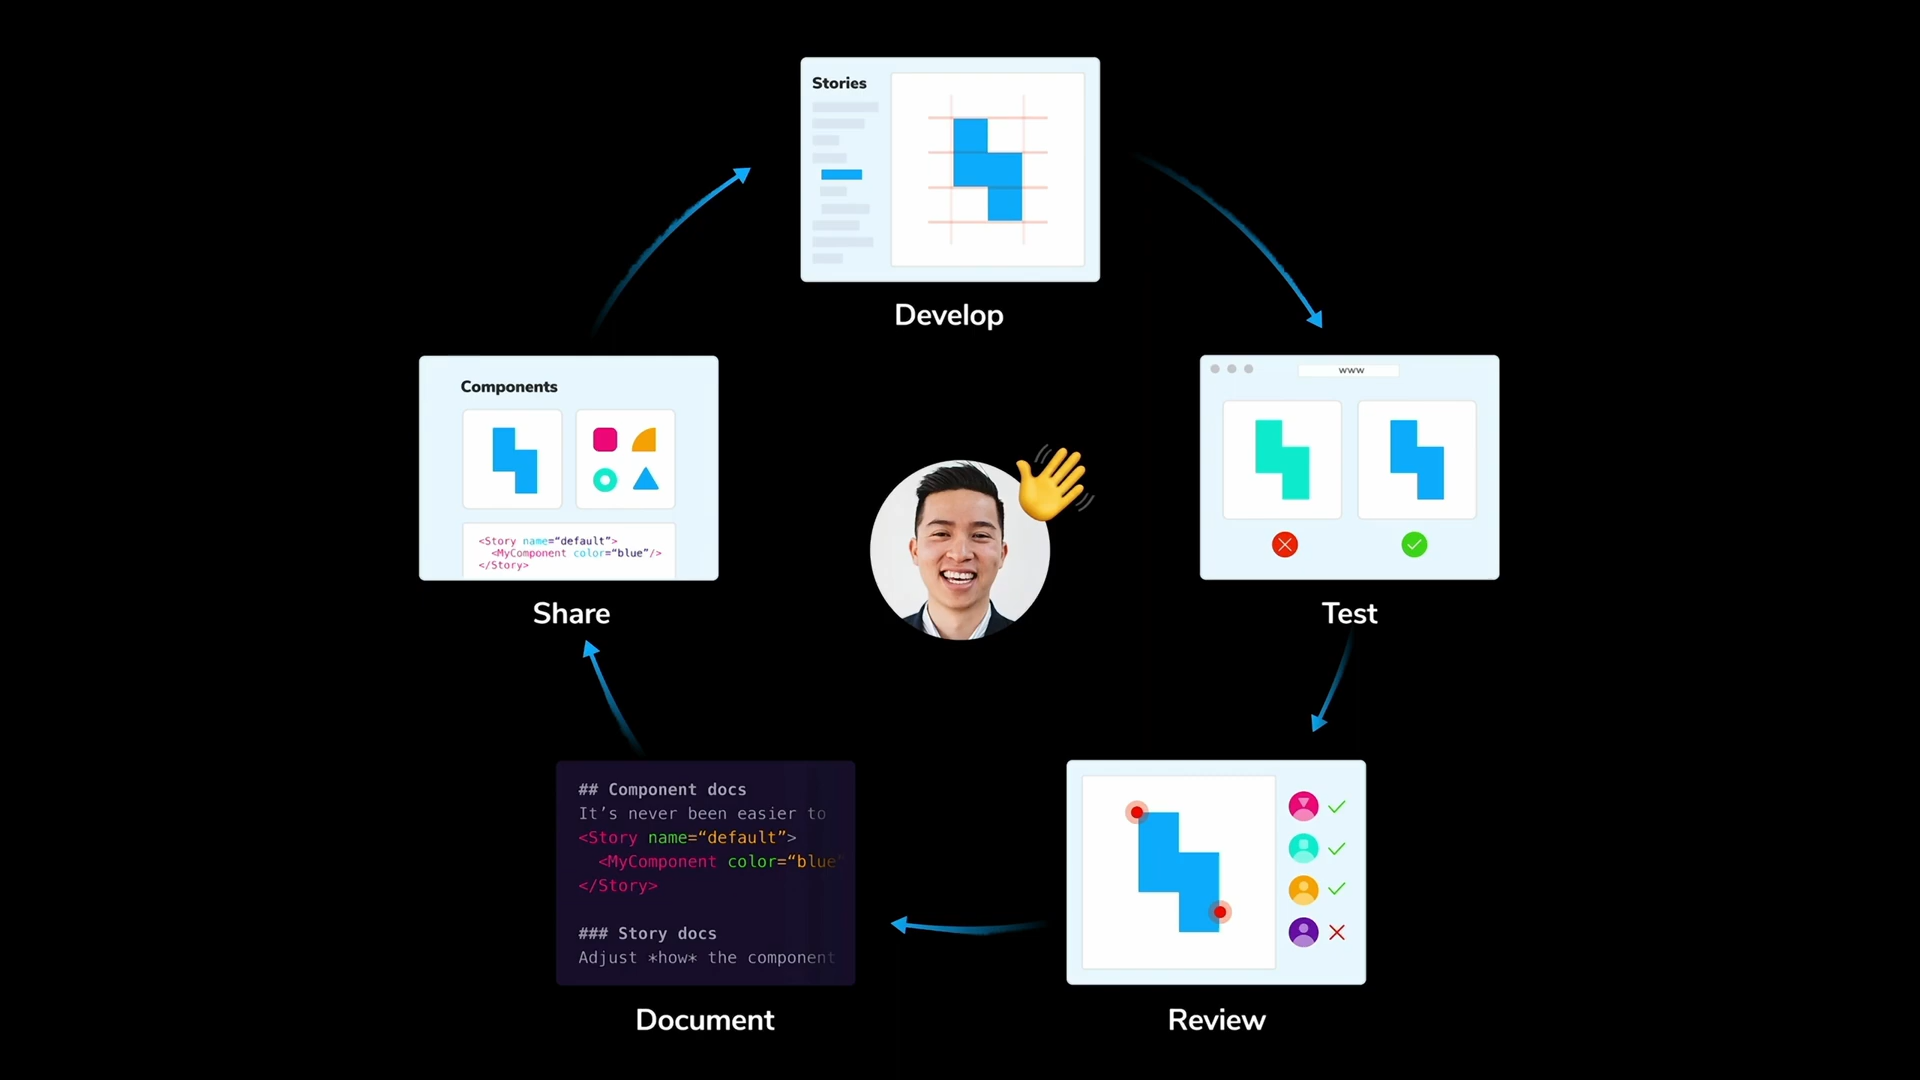 Stories
Develop
Components
<Story name=“default”>
<MyComponent color=“blue”/>
</Story>
Share
www
Test
## Component docs
It’s never been easier to
<Story name=“default”>
<MyComponent color=“blue”
</Story>
### Story docs
Adjust *how* the component
Document
Review